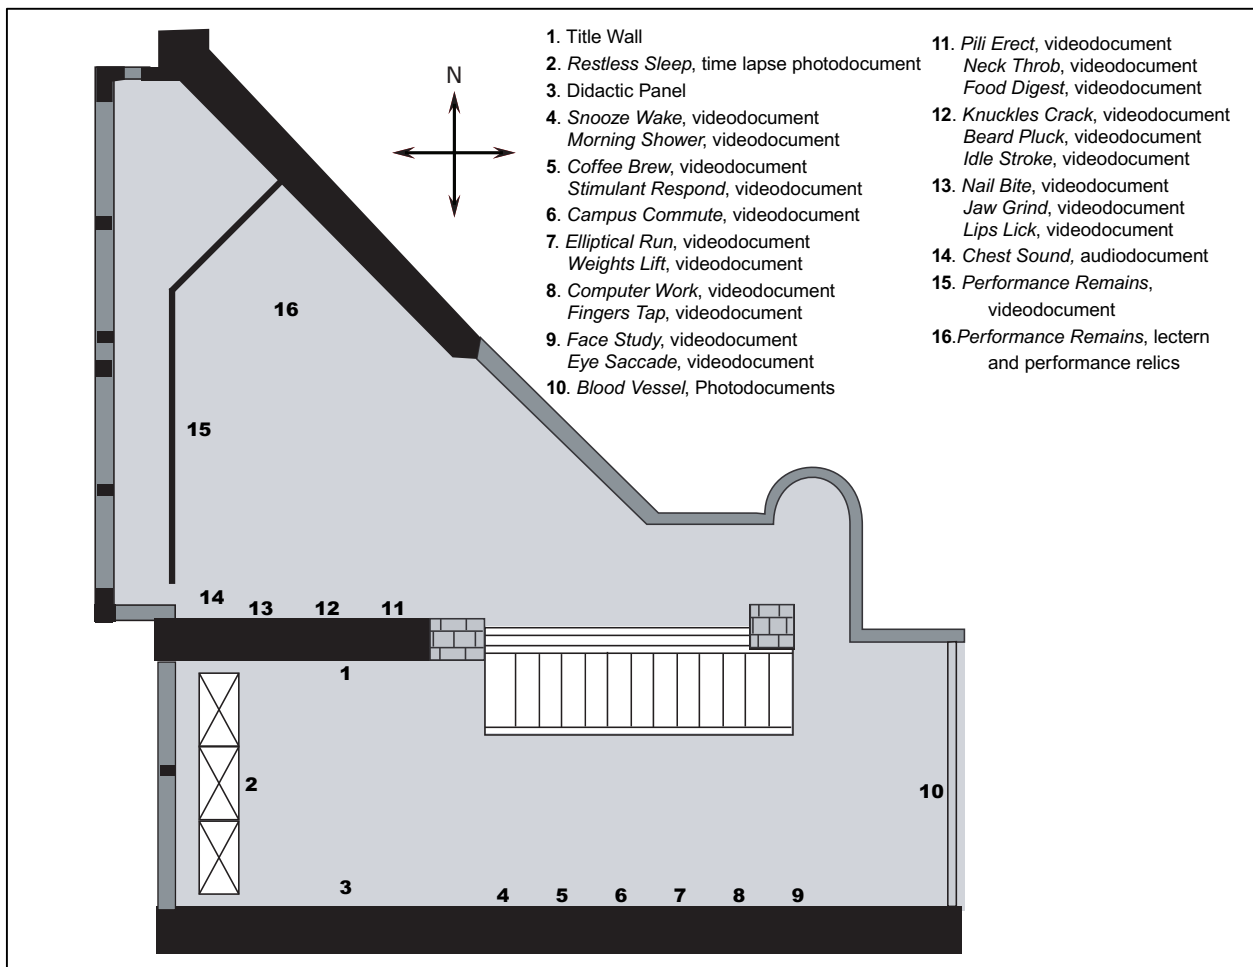 1. Title Wall
2. Restless Sleep, time lapse photodocument
3. Didactic Panel
4. Snooze Wake, videodocument
Morning Shower, videodocument
5. Coffee Brew, videodocument
Stimulant Respond, videodocument
6. Campus Commute, videodocument
7. Elliptical Run, videodocument
Weights Lift, videodocument
8. Computer Work, videodocument
Fingers Tap, videodocument
9. Face Study, videodocument
Eye Saccade, videodocument
10. Blood Vessel, Photodocuments
11. Pili Erect, videodocument
Neck Throb, videodocument
Food Digest, videodocument
12. Knuckles Crack, videodocument
Beard Pluck, videodocument
Idle Stroke, videodocument
13. Nail Bite, videodocument
Jaw Grind, videodocument
Lips Lick, videodocument
14. Chest Sound, audiodocument
15. Performance Remains,
videodocument
16.Performance Remains, lectern
and performance relics
N
16
15
14
13 12 11
1
2
10
3
4 5 6 7 8 9